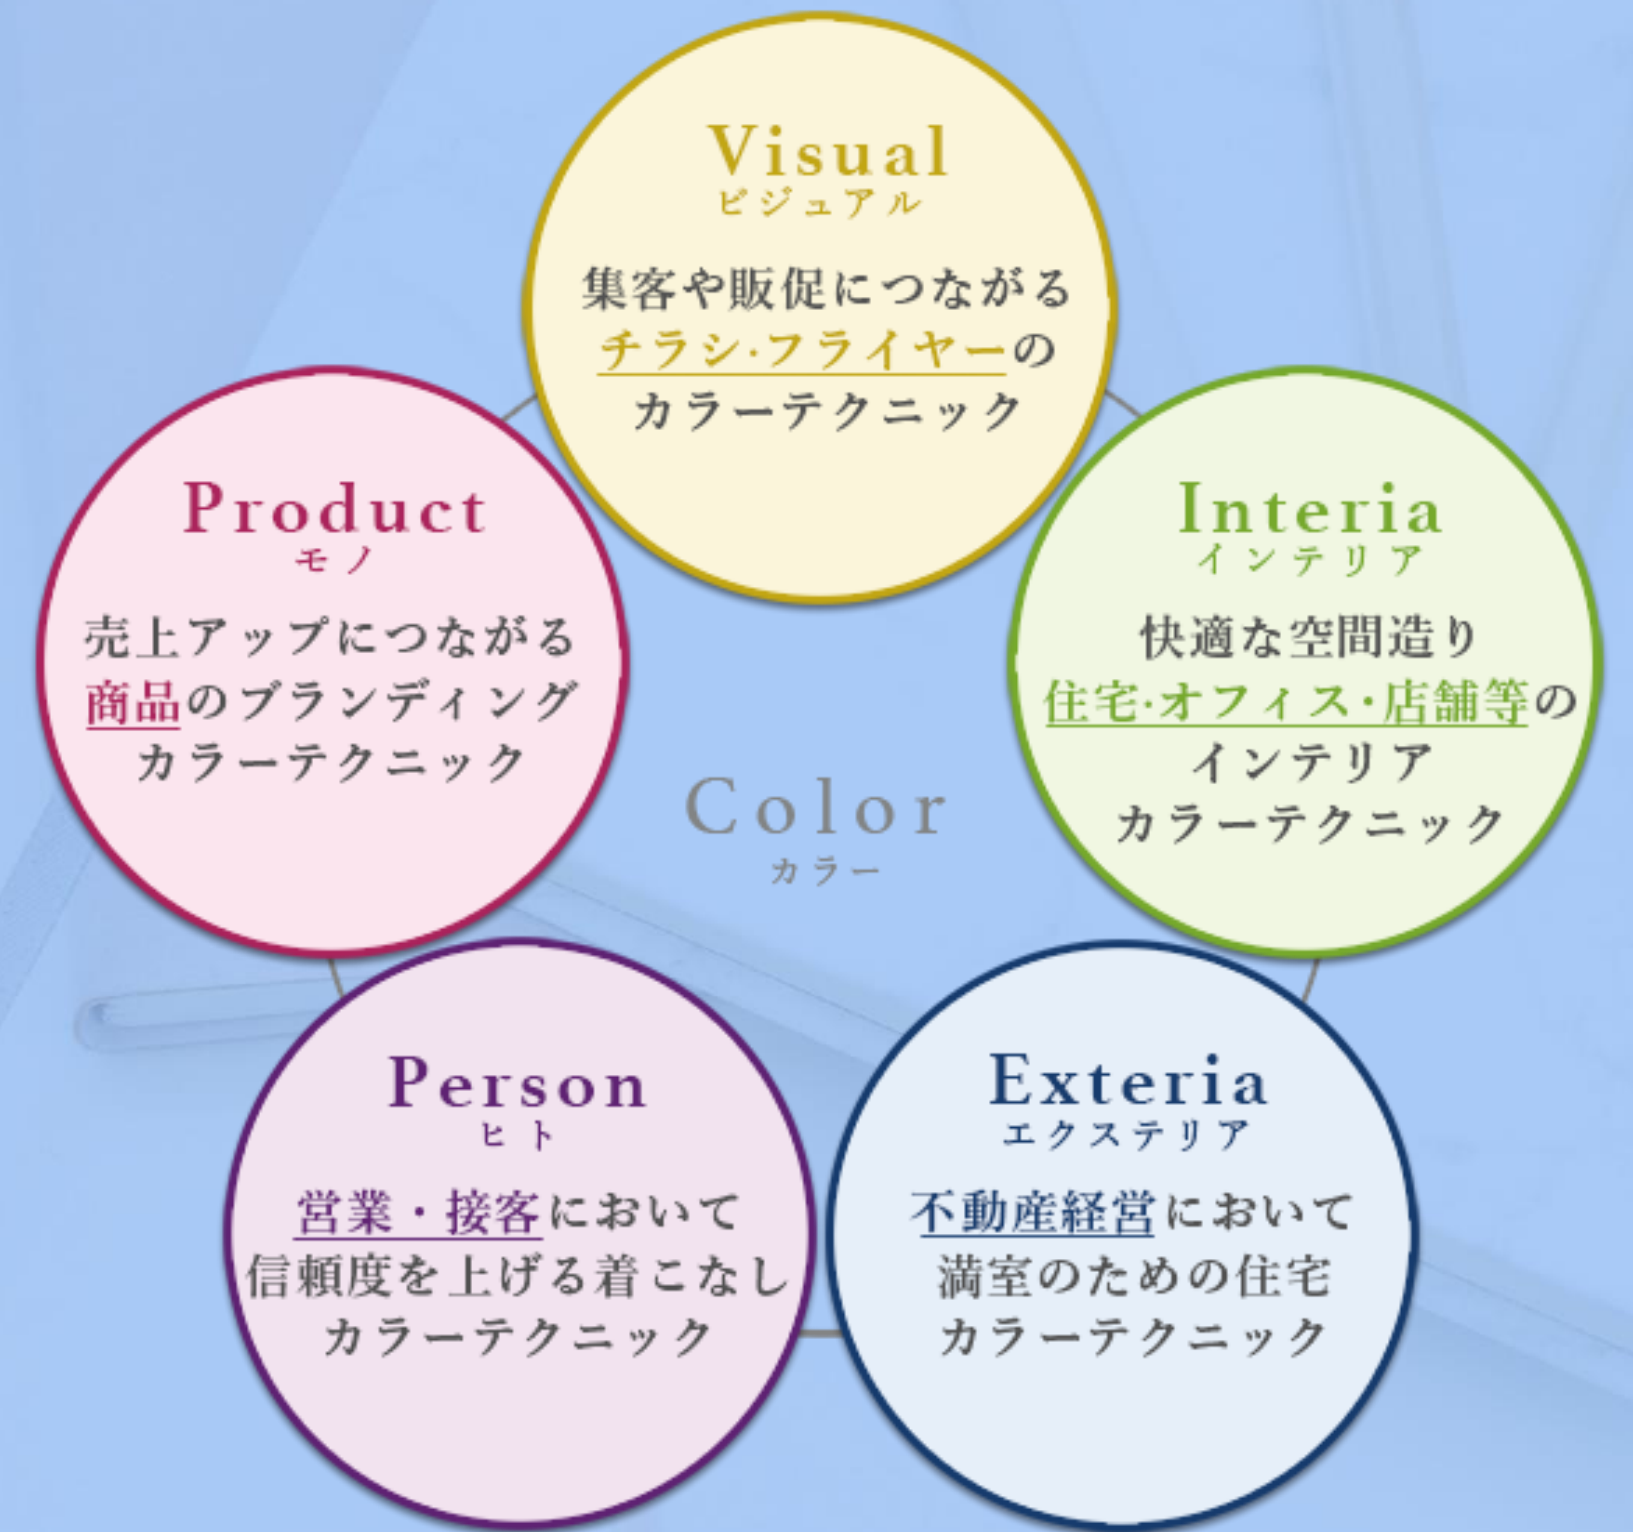 Visual
ビジュアル
集客や販促につながる
チラシ・フライヤーの
カラーテクニック
Product
モノ
売上アップにつながる
商品のブランディング
カラーテクニック
Interia
インテリア
快適な空間造り
住宅・オフィス・店舗等の
インテリア
カラーテクニック
Color
カラー
Person
ヒト
営業・接客において
信頼度を上げる着こなし
カラーテクニック
Exteria
エクステリア
不動産経営において
満室のための住宅
カラーテクニック